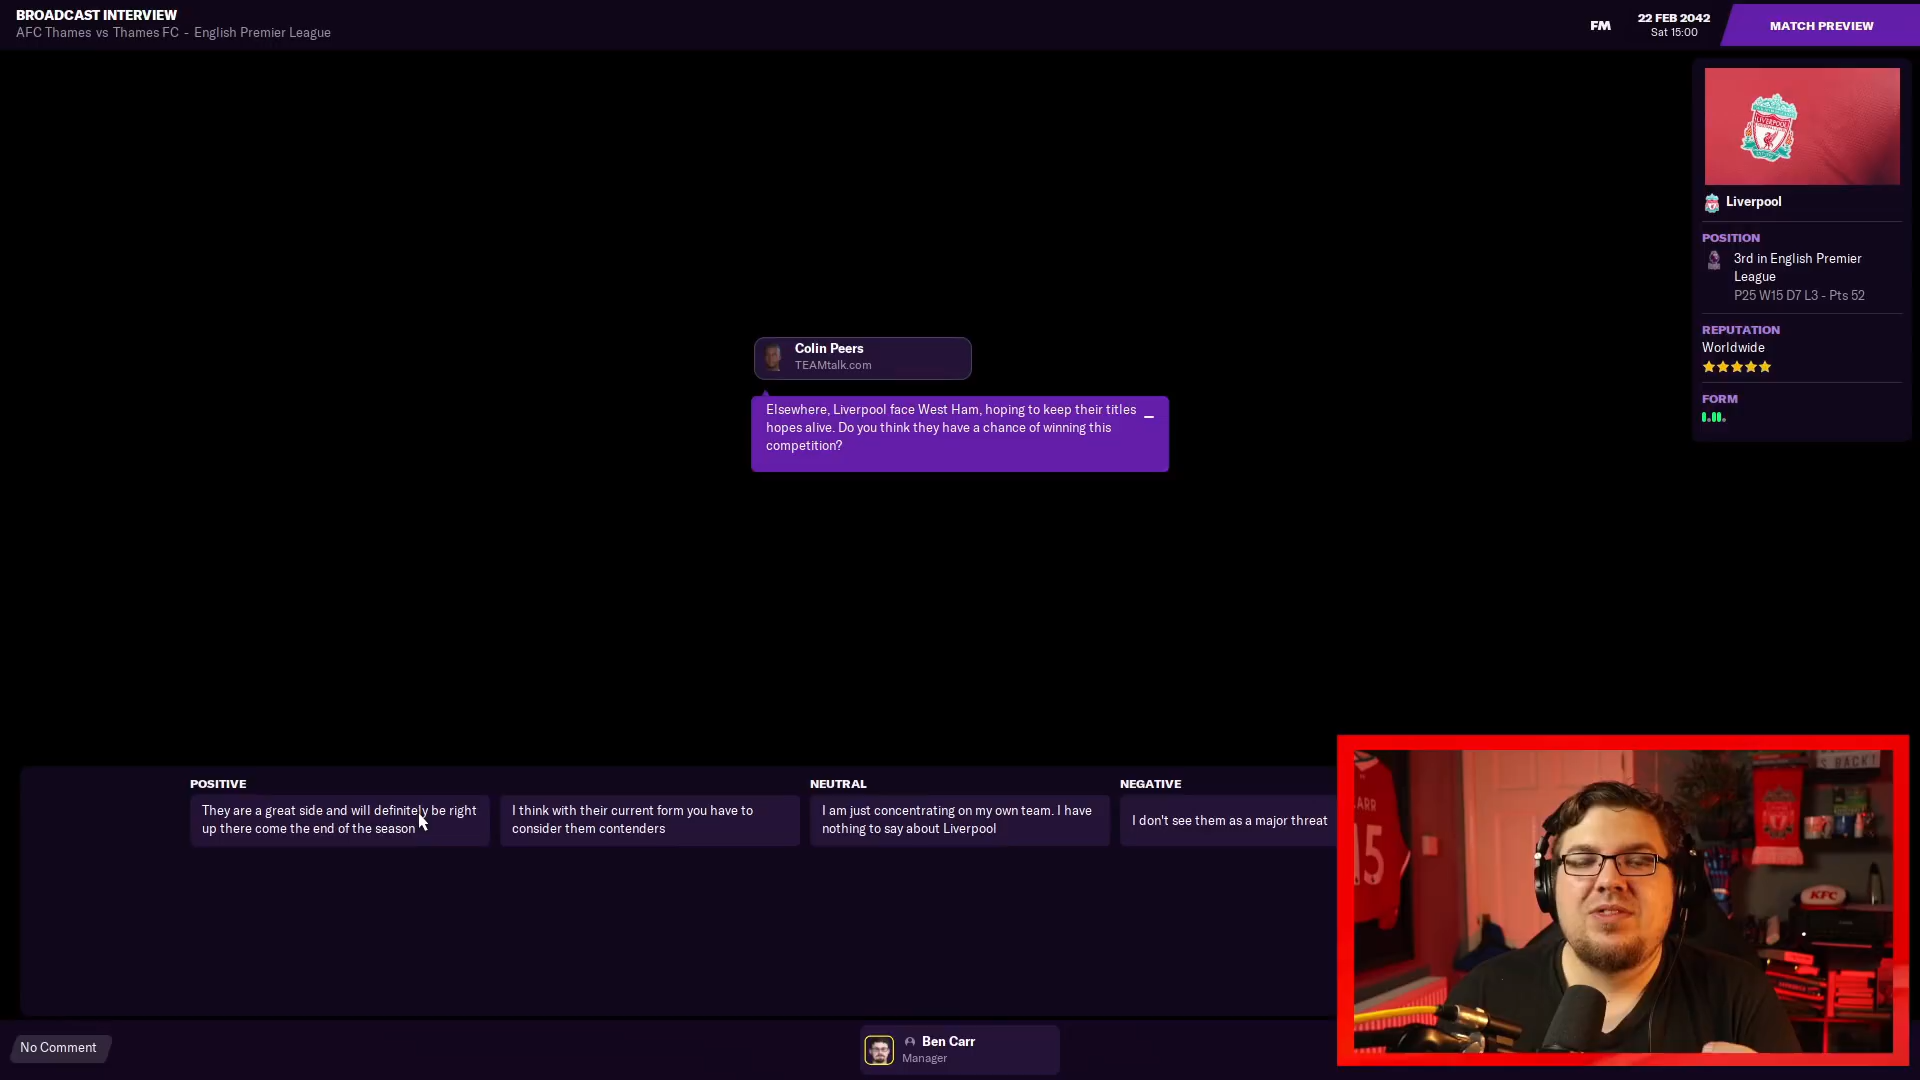 BROADCAST INTERVIEW
AFC Thames vs Thames FC - English Premier League
FM
22 FEB 2042
Sat 15:00
MATCH PREVIEW
LIVERPOOL
Liverpool
POSITION
3rd in English Premier
League
P25 W15 D7 L3 - Pts 52
REPUTATION
Worldwide
FORM
Colin Peers
TEAMtalk.com
Elsewhere, Liverpool face West Ham, hoping to keep their titles
hopes alive. Do you think they have a chance of winning this
competition?
POSITIVE
They are a great side and will definitely be right
up there come the end of the season
I think with their current form you have to
consider them contenders
NEUTRAL
I am just concentrating on my own team. I have
nothing to say about Liverpool
NEGATIVE
I don't see them as a major threat
S BACK!
ARR
15
KFC
No Comment
Ben Carr
Manager